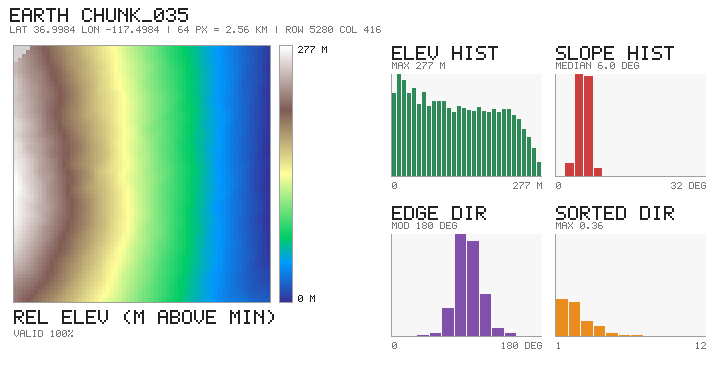 EARTH CHUNK_035
LAT 36.9984 LON -117.4984 | 64 PX = 2.56 KM | ROW 5280 COL 416
277 M
0 M
REL ELEV (M ABOVE MIN)
VALID 100%
ELEV HIST
MAX 277 M
0 277 M
SLOPE HIST
MEDIAN 6.0 DEG
0 32 DEG
EDGE DIR
MOD 180 DEG
0 180 DEG
SORTED DIR
MAX 0.36
1 12